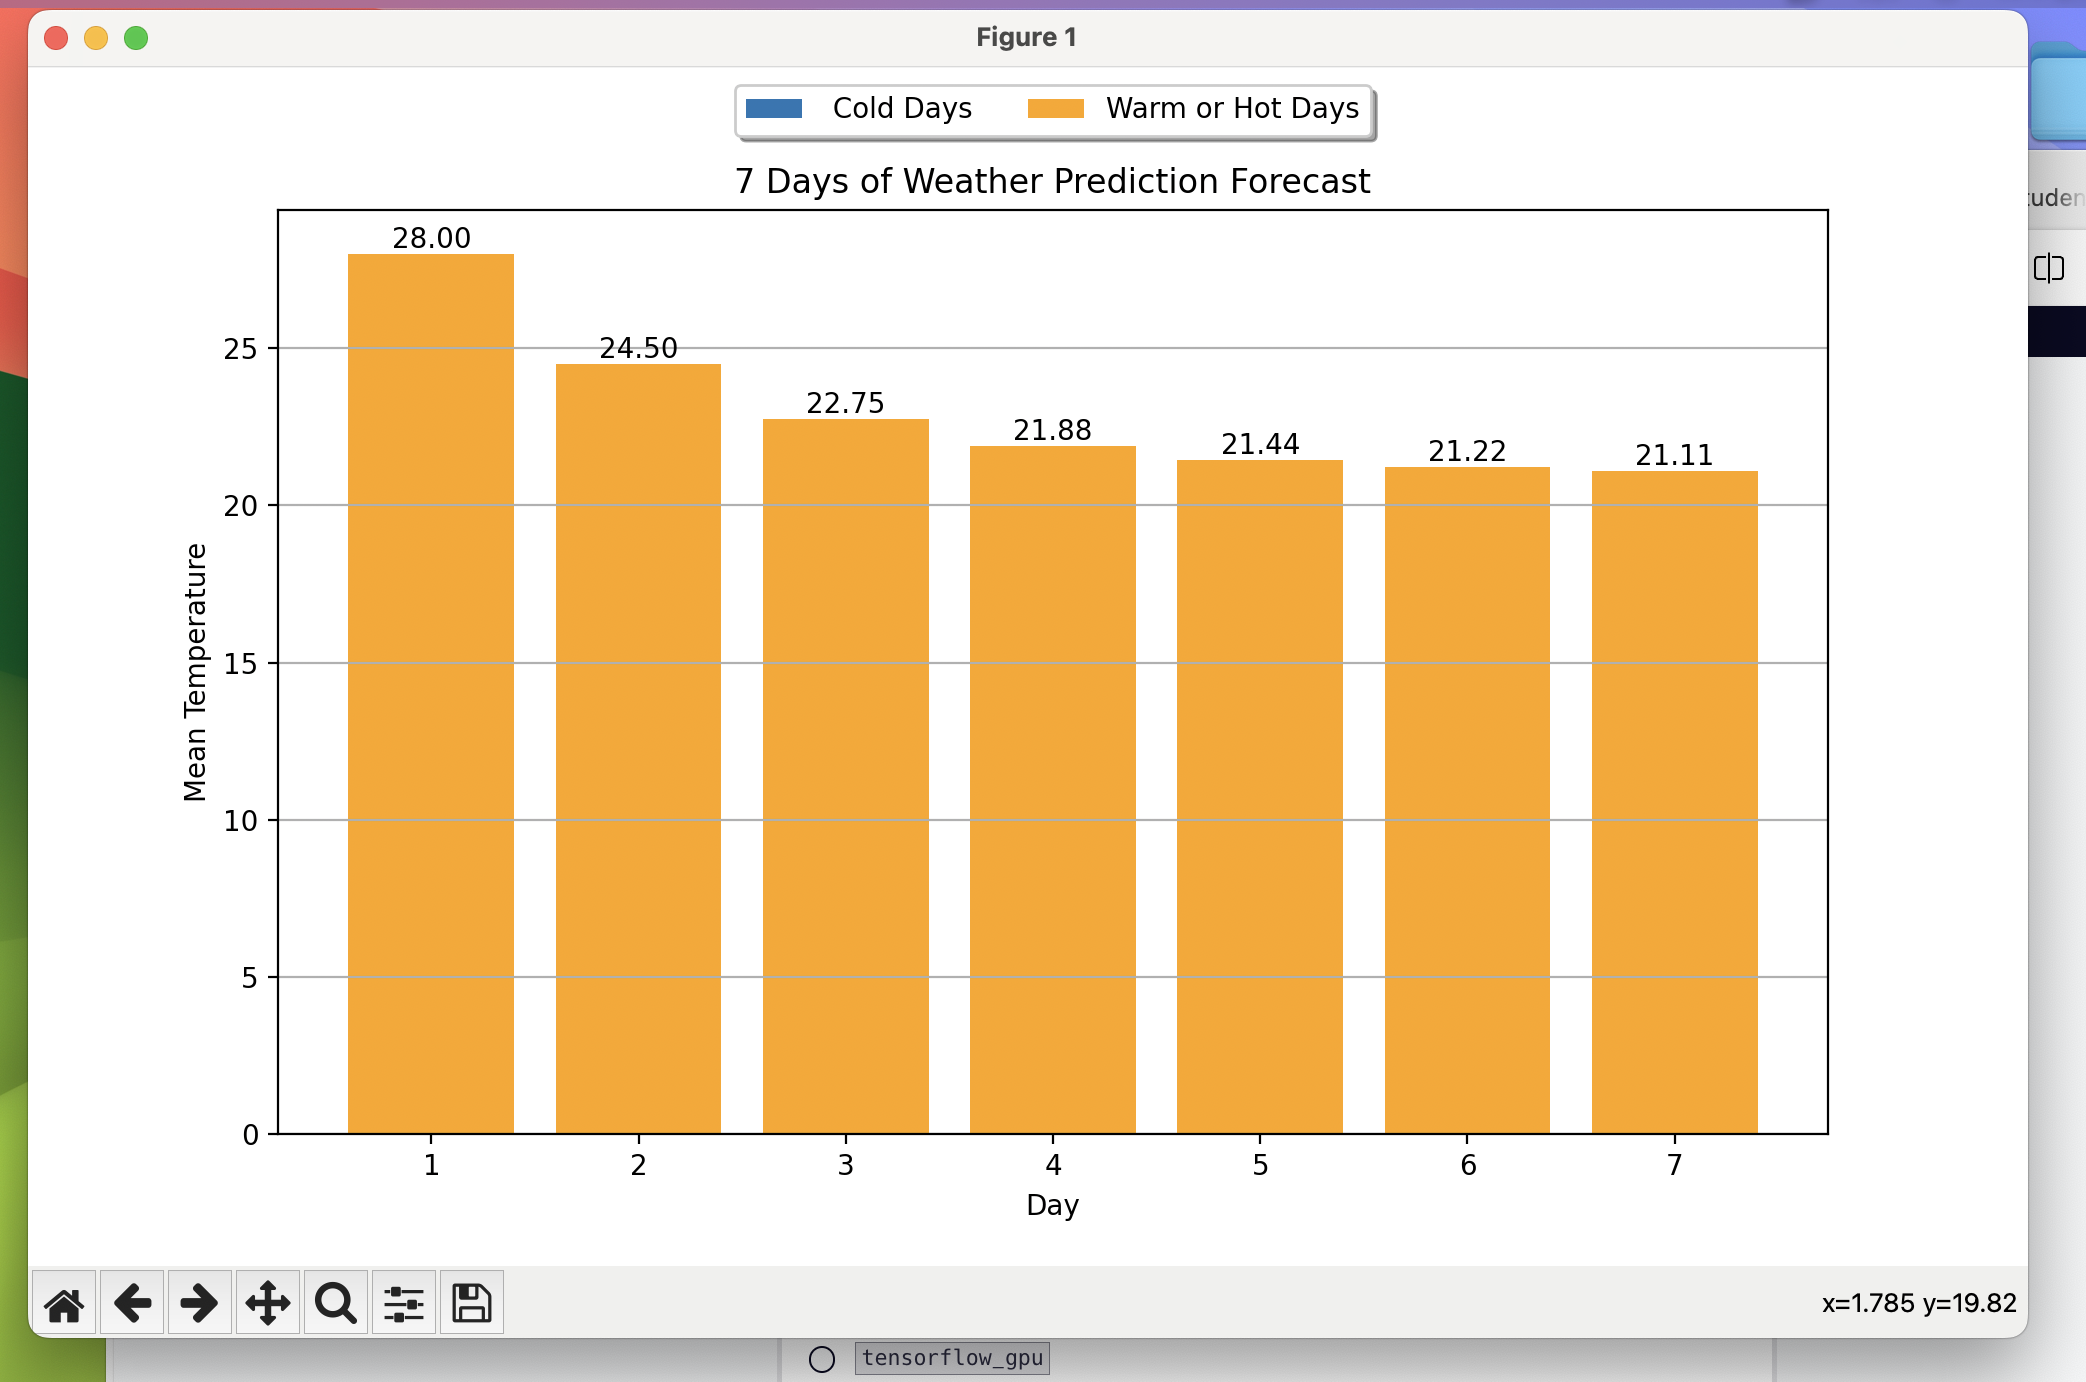 Figure 1
Cold Days Warm or Hot Days
7 Days of Weather Prediction Forecast
28.00
24.50
22.75
21.88
21.44
21.22
21.11
25
20
15
10
5
0
Mean Temperature
1 2 3 4 5 6 7
Day
x=1.785 y=19.82
tensorflow_gpu